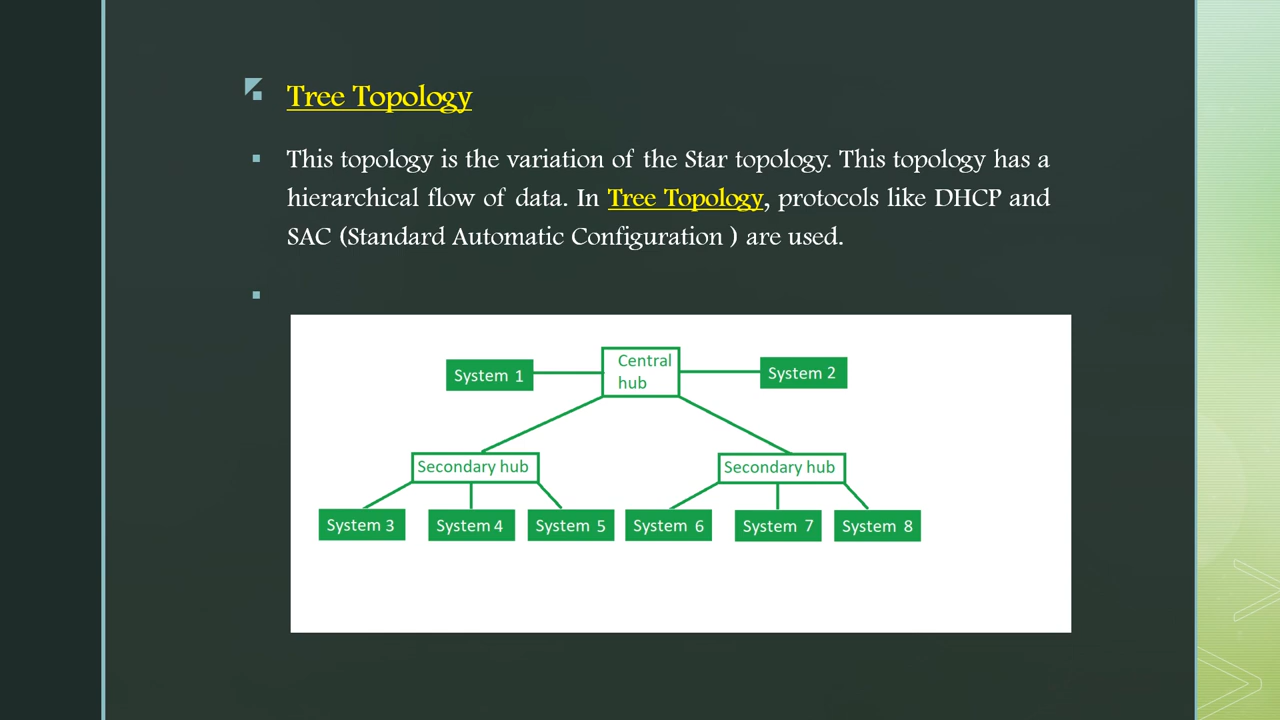 Tree Topology
This topology is the variation of the Star topology. This topology has a
hierarchical flow of data. In Tree Topology, protocols like DHCP and
SAC (Standard Automatic Configuration ) are used.
Central
hub
System 1
System 2
Secondary hub
Secondary hub
System 3
System 4
System 5
System 6
System 7
System 8